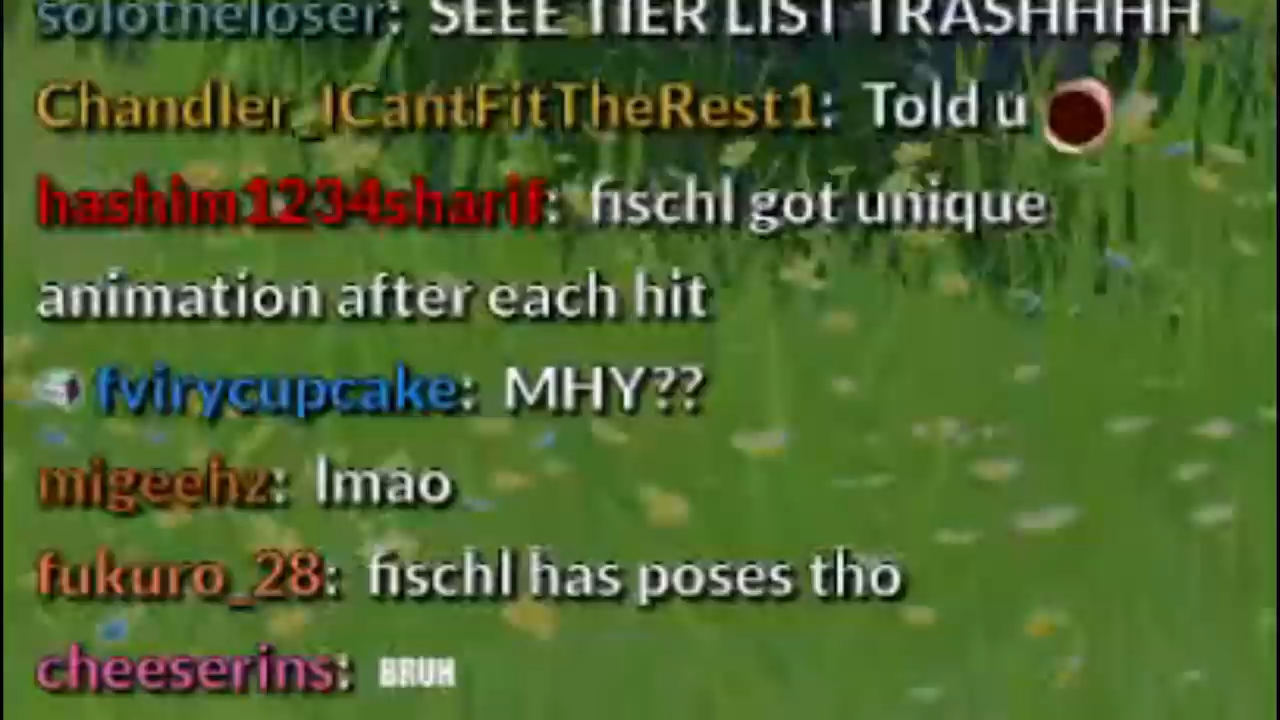 solotheloser: SEEE TIER LIST TRASHHHH
Chandler_ICantFitTheRest1: Told u
hashim1234sharif: fischl got unique
animation after each hit
fvirycupcake: MHY??
migeehz: lmao
fukuro_28: fischl has poses tho
cheeserins: BRUH